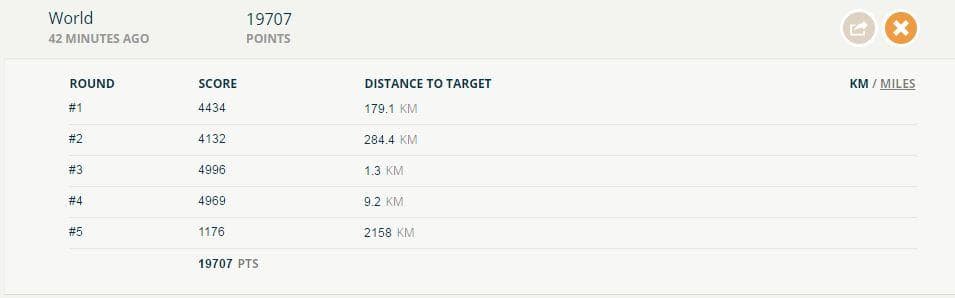 World 19707
42 MINUTES AGO POINTS
ROUND SCORE DISTANCE TO TARGET KM / MILES
#1 4434 179.1 KM
#2 4132 284.4 KM
#3 4996 1.3 KM
#4 4969 9.2 KM
#5 1176 2158 KM
19707 PTS